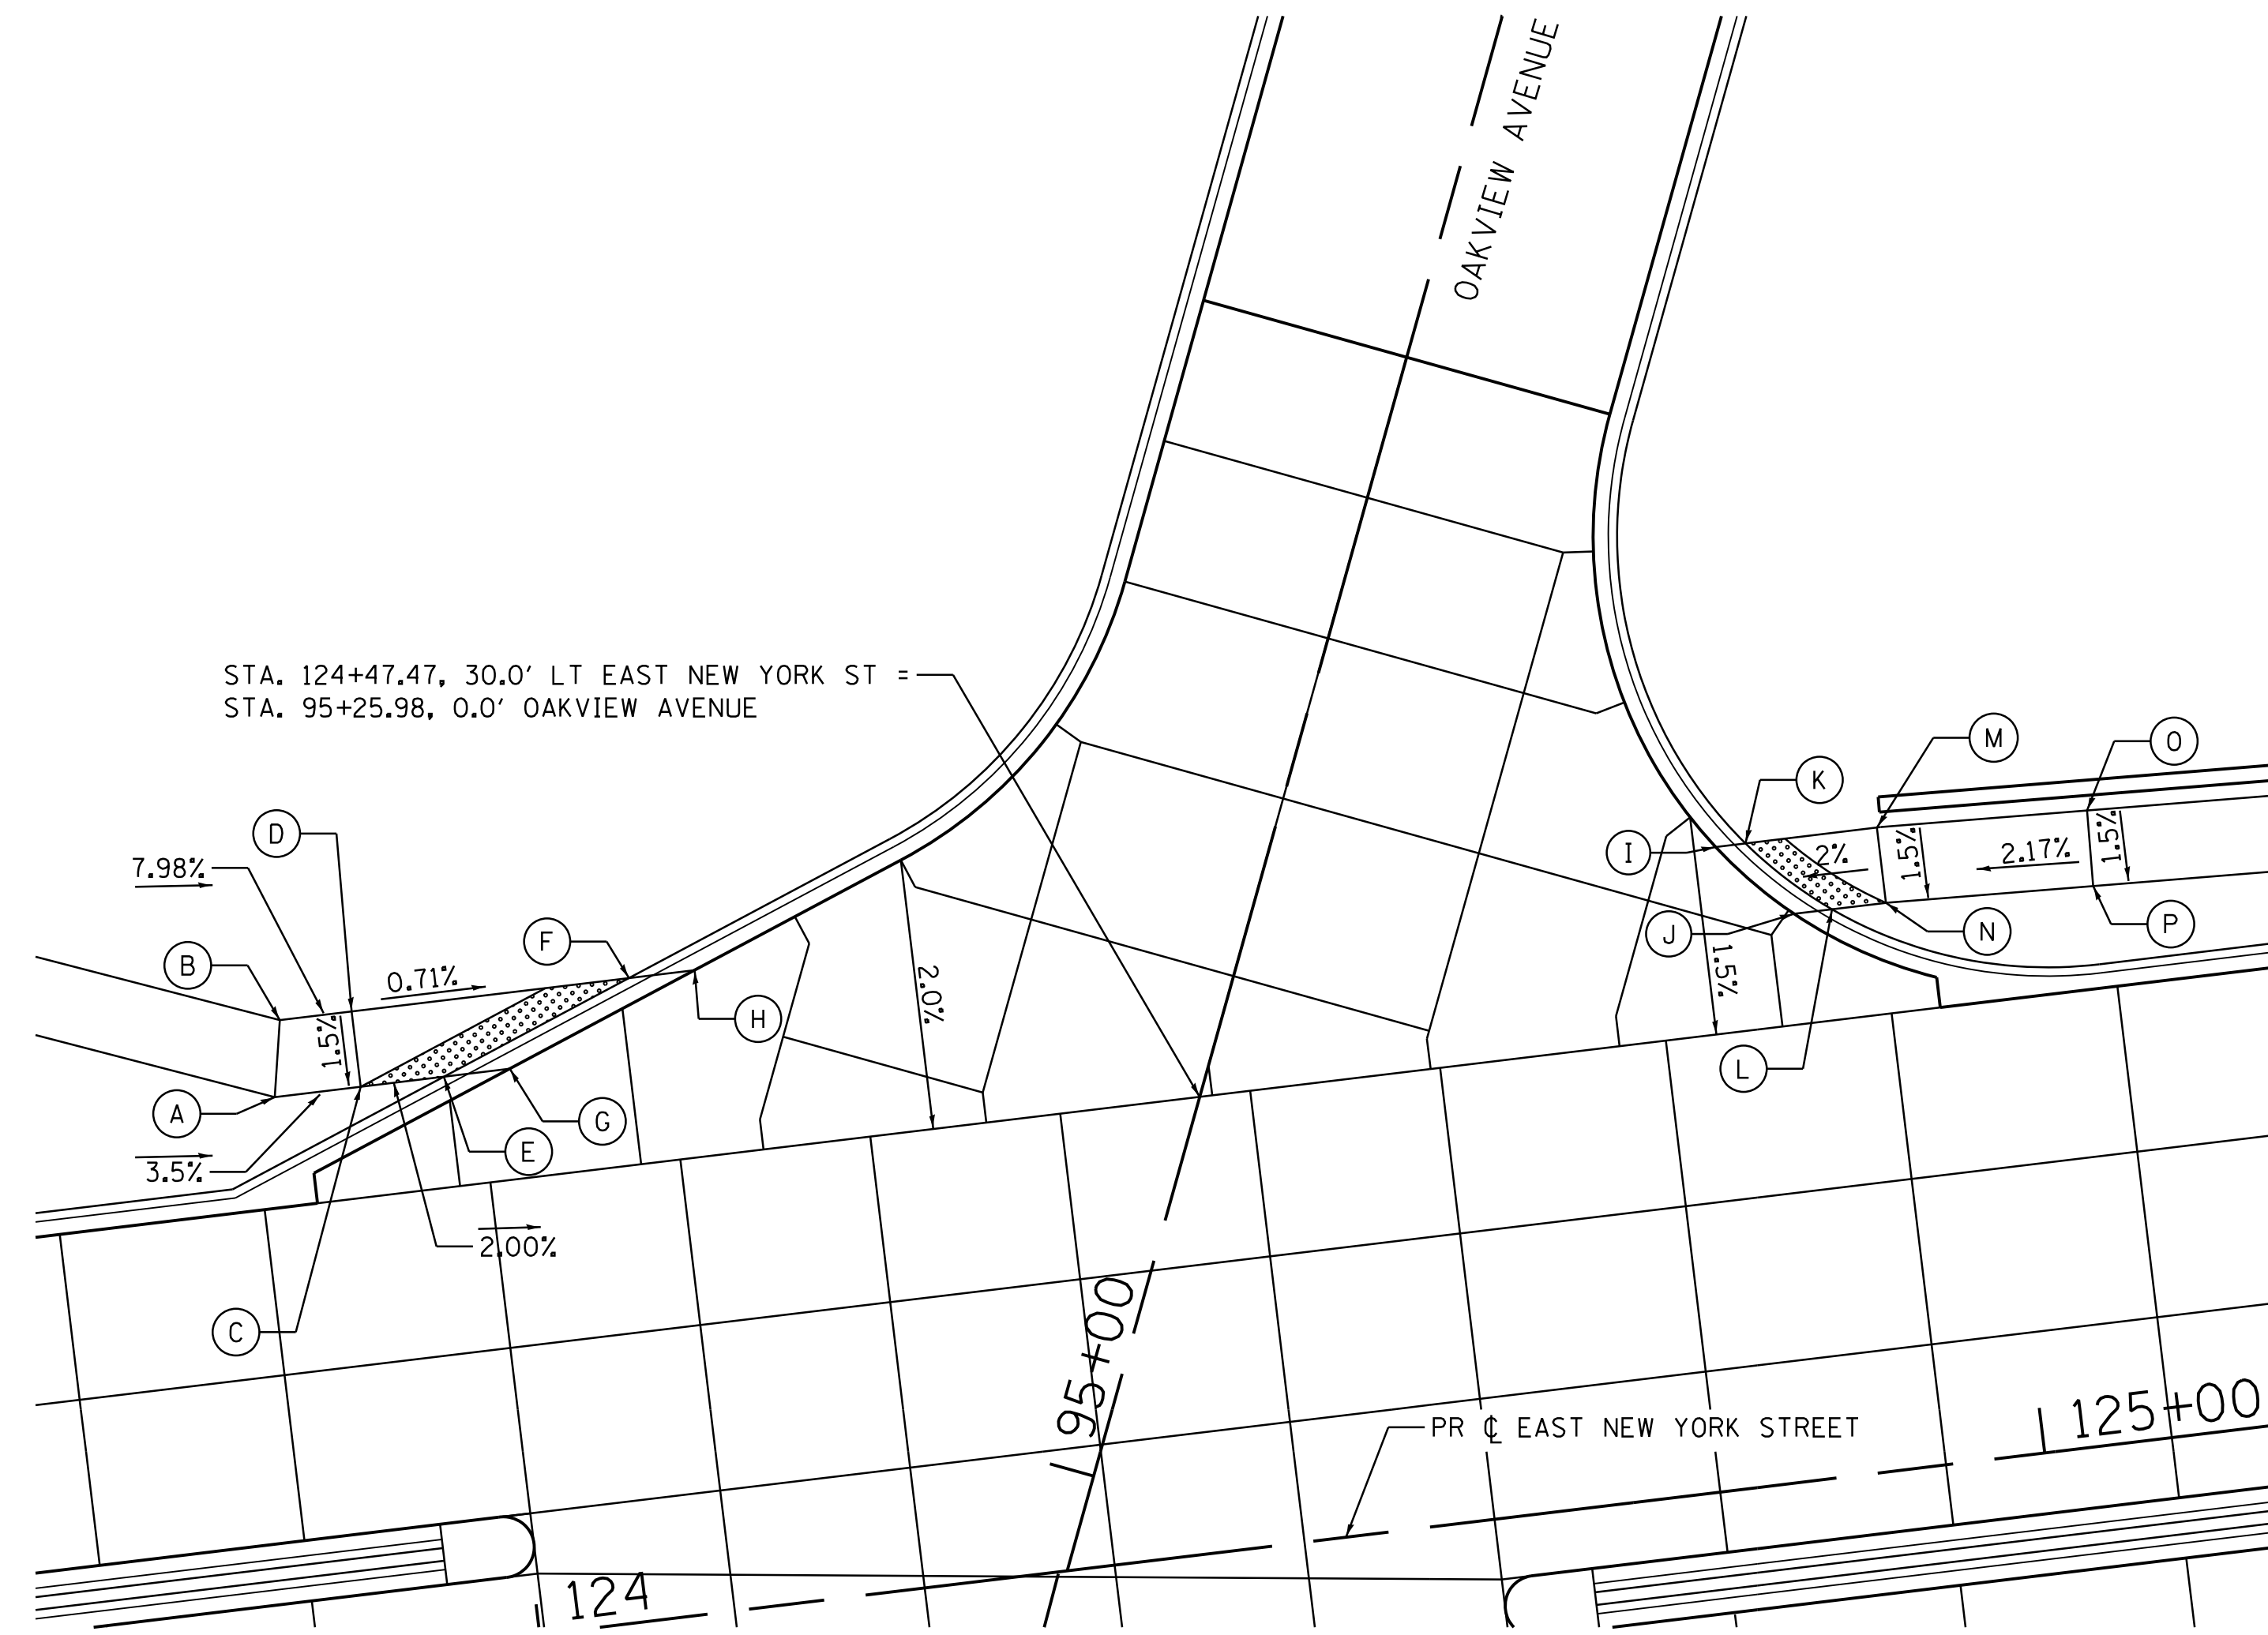 OAKVIEW AVENUE
STA. 124+47.47, 30.0' LT EAST NEW YORK ST =
STA. 95+25.98, 0.0' OAKVIEW AVENUE
M
O
K
D
I
2%
1.5%
2.17%
1.5%
7.98%
F
J
N
P
B
0.71%
1.5%
2.0%
H
1.5%
L
A
G
E
3.5%
2.00%
C
95+00
PR ℄ EAST NEW YORK STREET
125+00
124